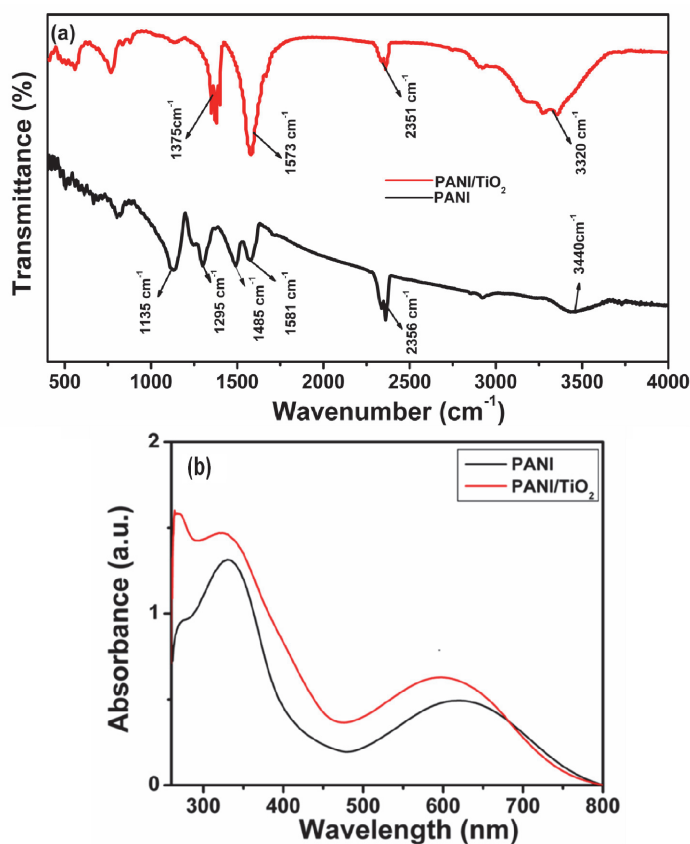 (a)
Transmittance (%)
1375cm⁻¹
1573 cm⁻¹
2351 cm⁻¹
3320 cm⁻¹
PANI/TiO₂
PANI
1135 cm⁻¹
1295 cm⁻¹
1485 cm⁻¹
1581 cm⁻¹
2356 cm⁻¹
3440cm⁻¹
500 1000 1500 2000 2500 3000 3500 4000
Wavenumber (cm⁻¹)
(b)
PANI
PANI/TiO₂
Absorbance (a.u.)
2
1
0
300 400 500 600 700 800
Wavelength (nm)